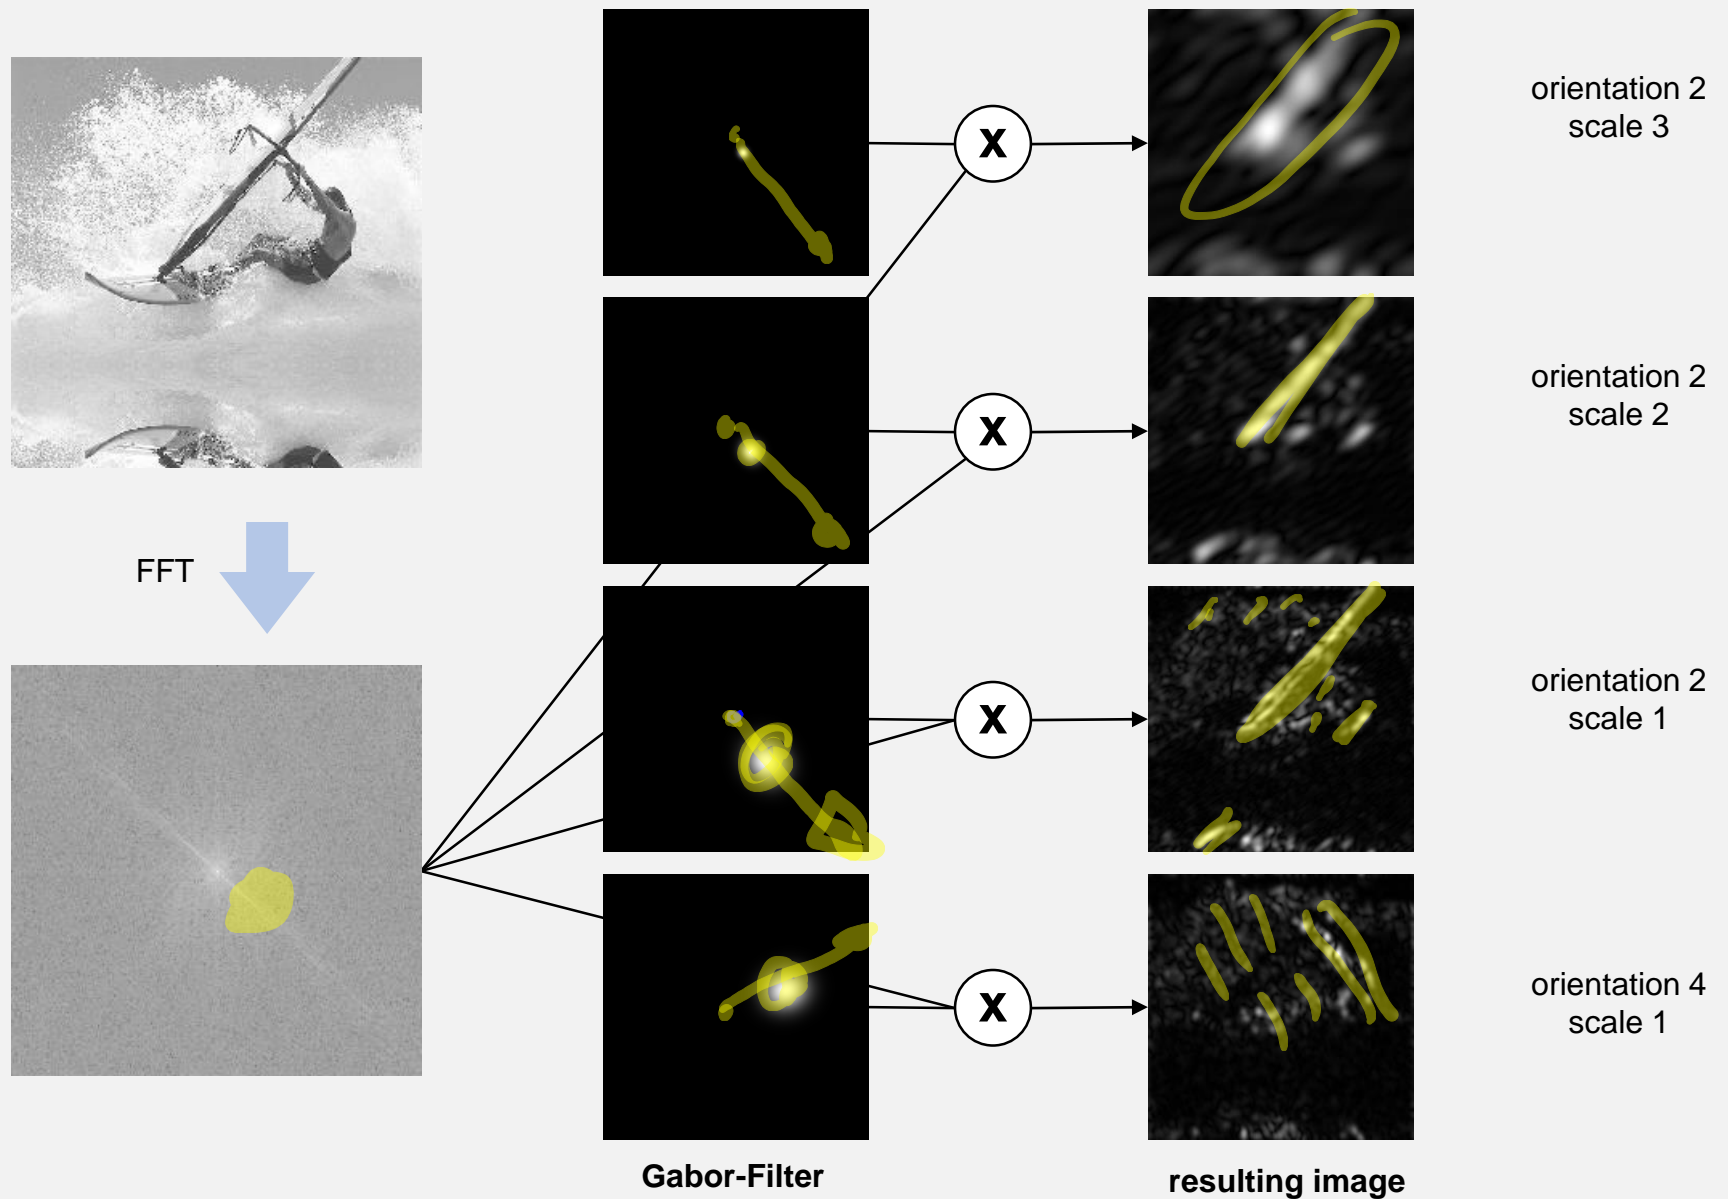 orientation 2
scale 3
X
orientation 2
scale 2
X
FFT
orientation 2
scale 1
X
orientation 4
scale 1
X
Gabor-Filter
resulting image